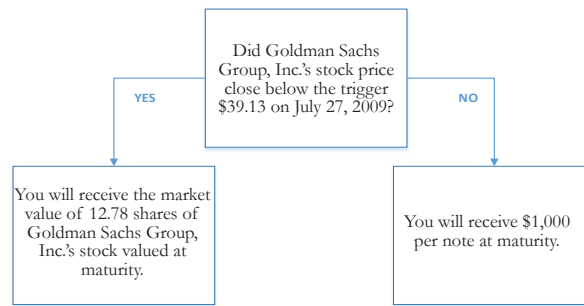 Did Goldman Sachs
Group, Inc.'s stock price
close below the trigger
$39.13 on July 27, 2009?
YES
NO
You will receive the market
value of 12.78 shares of
Goldman Sachs Group,
Inc.'s stock valued at
maturity.
You will receive $1,000
per note at maturity.